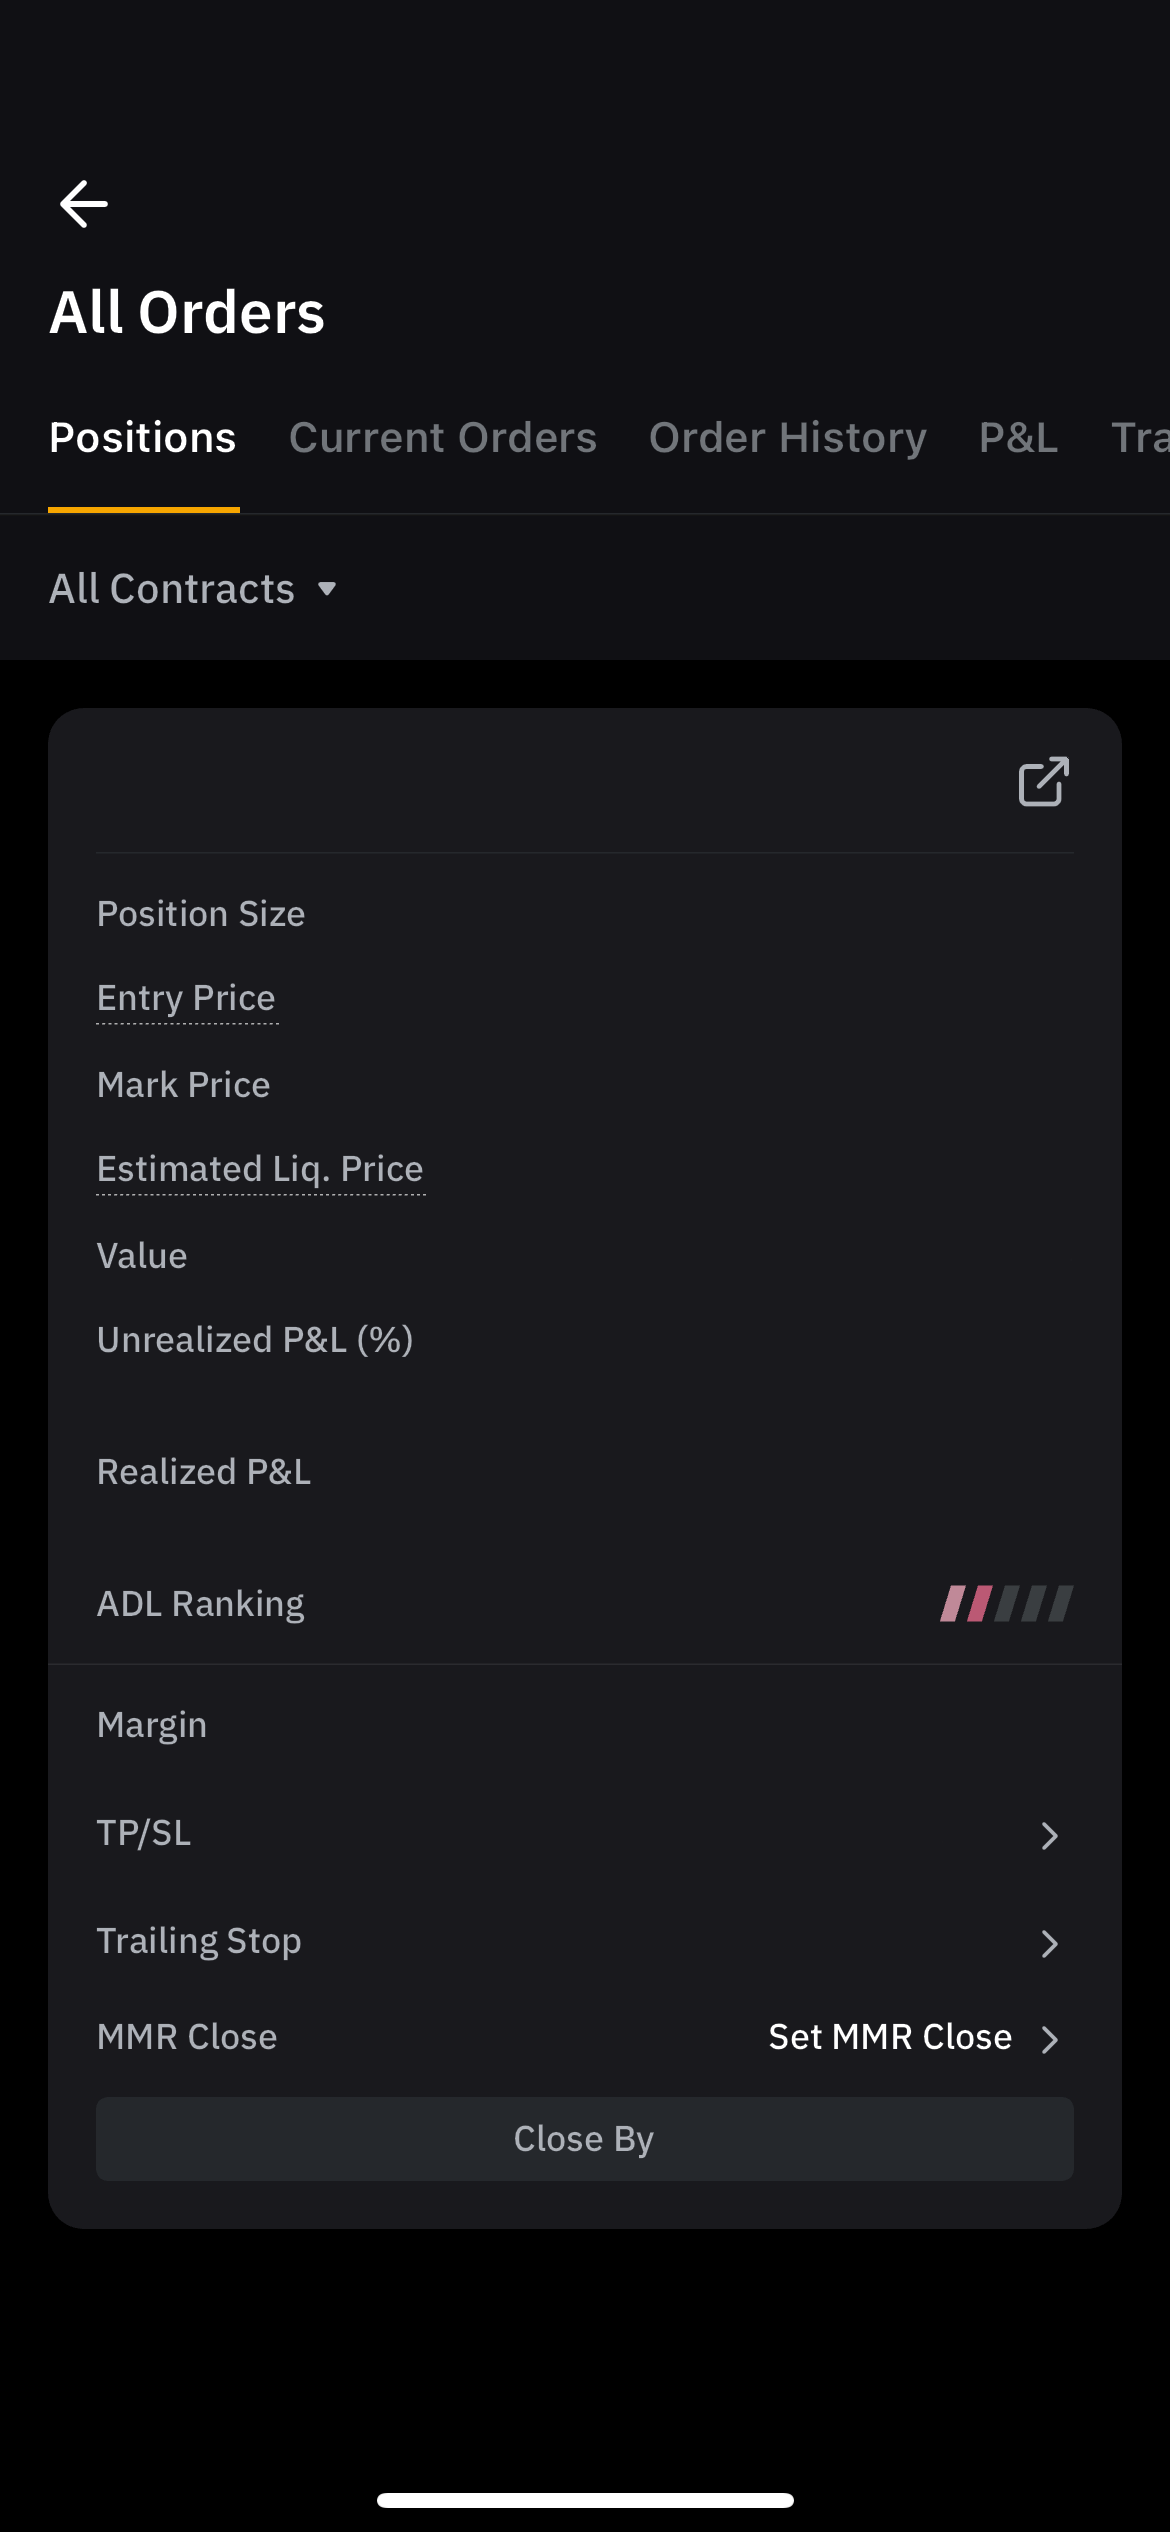 All Orders
Positions Current Orders Order History P&L Tra
All Contracts
Position Size
Entry Price
Mark Price
Estimated Liq. Price
Value
Unrealized P&L (%)
Realized P&L
ADL Ranking
Margin
TP/SL
Trailing Stop
MMR Close Set MMR Close
Close By